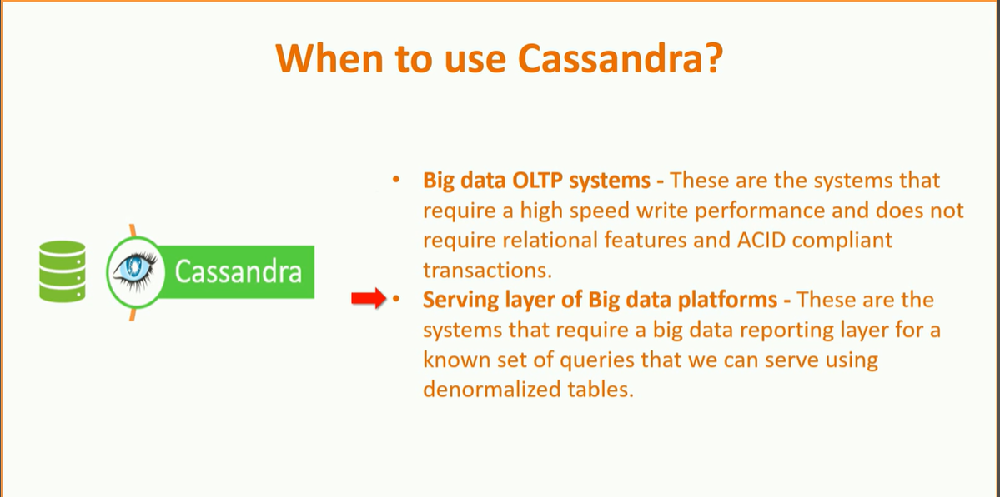 When to use Cassandra?
Cassandra
• Big data OLTP systems - These are the systems that
require a high speed write performance and does not
require relational features and ACID compliant
transactions.
• Serving layer of Big data platforms - These are the
systems that require a big data reporting layer for a
known set of queries that we can serve using
denormalized tables.